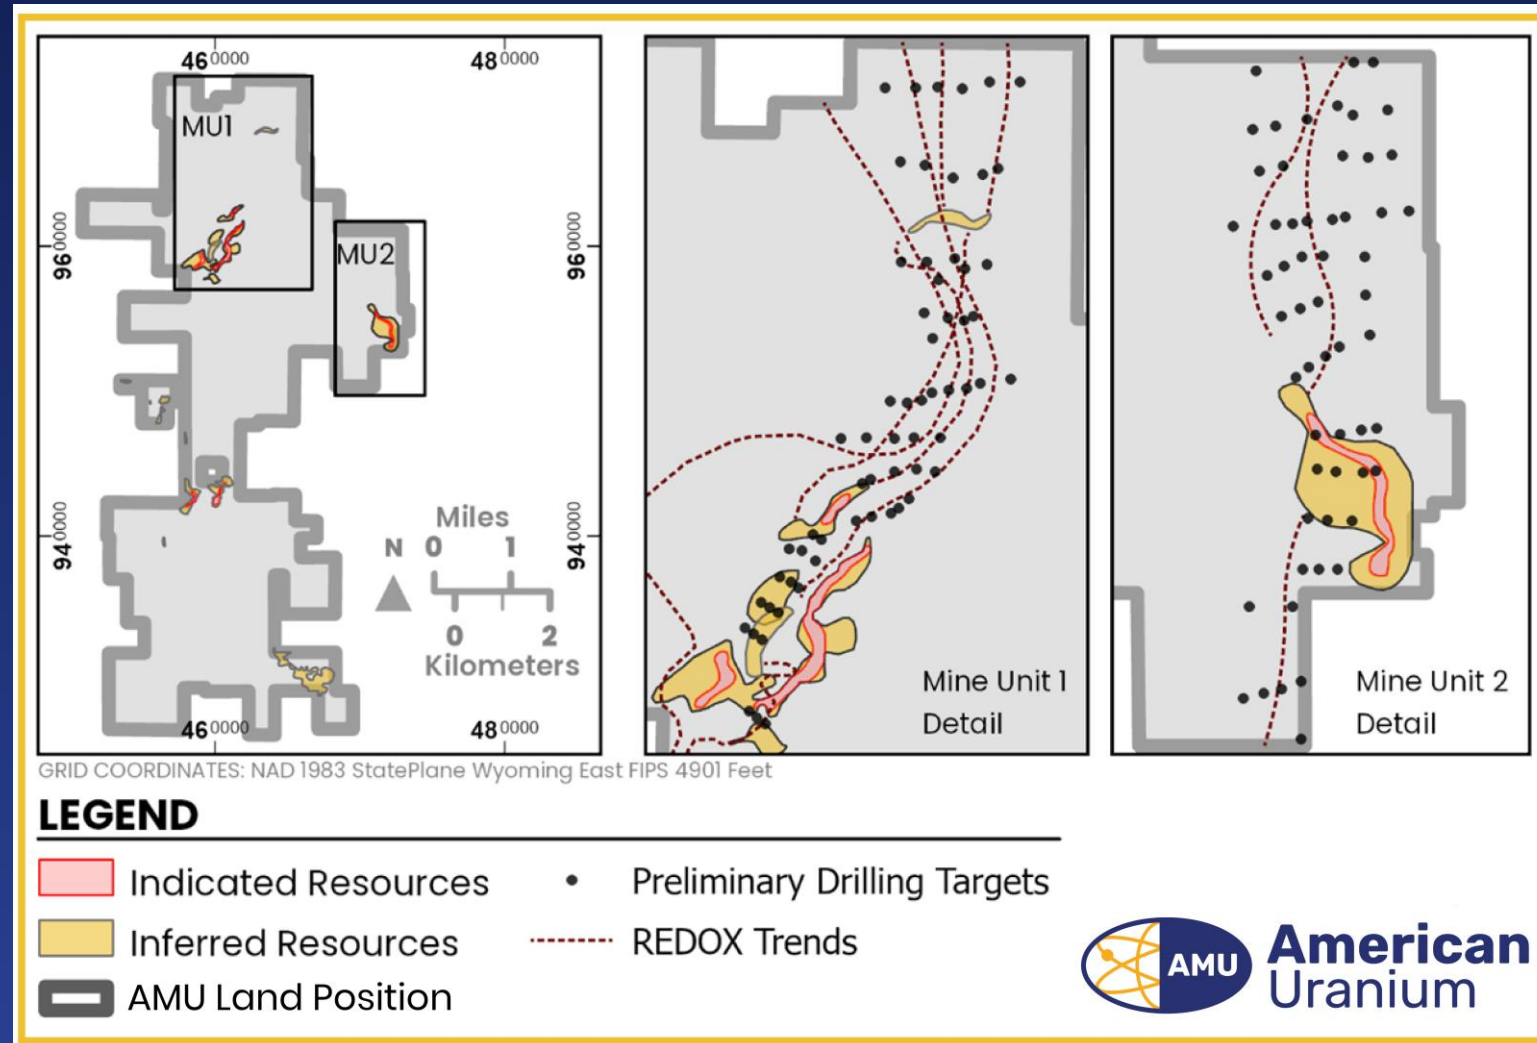 460000
480000
MU1
MU2
960000
960000
940000
940000
Miles
N 0 1
0 2
Kilometers
460000
480000
Mine Unit 1
Detail
Mine Unit 2
Detail
GRID COORDINATES: NAD 1983 StatePlane Wyoming East FIPS 4901 Feet
LEGEND
Indicated Resources
Preliminary Drilling Targets
Inferred Resources
REDOX Trends
AMU Land Position
AMU
American
Uranium